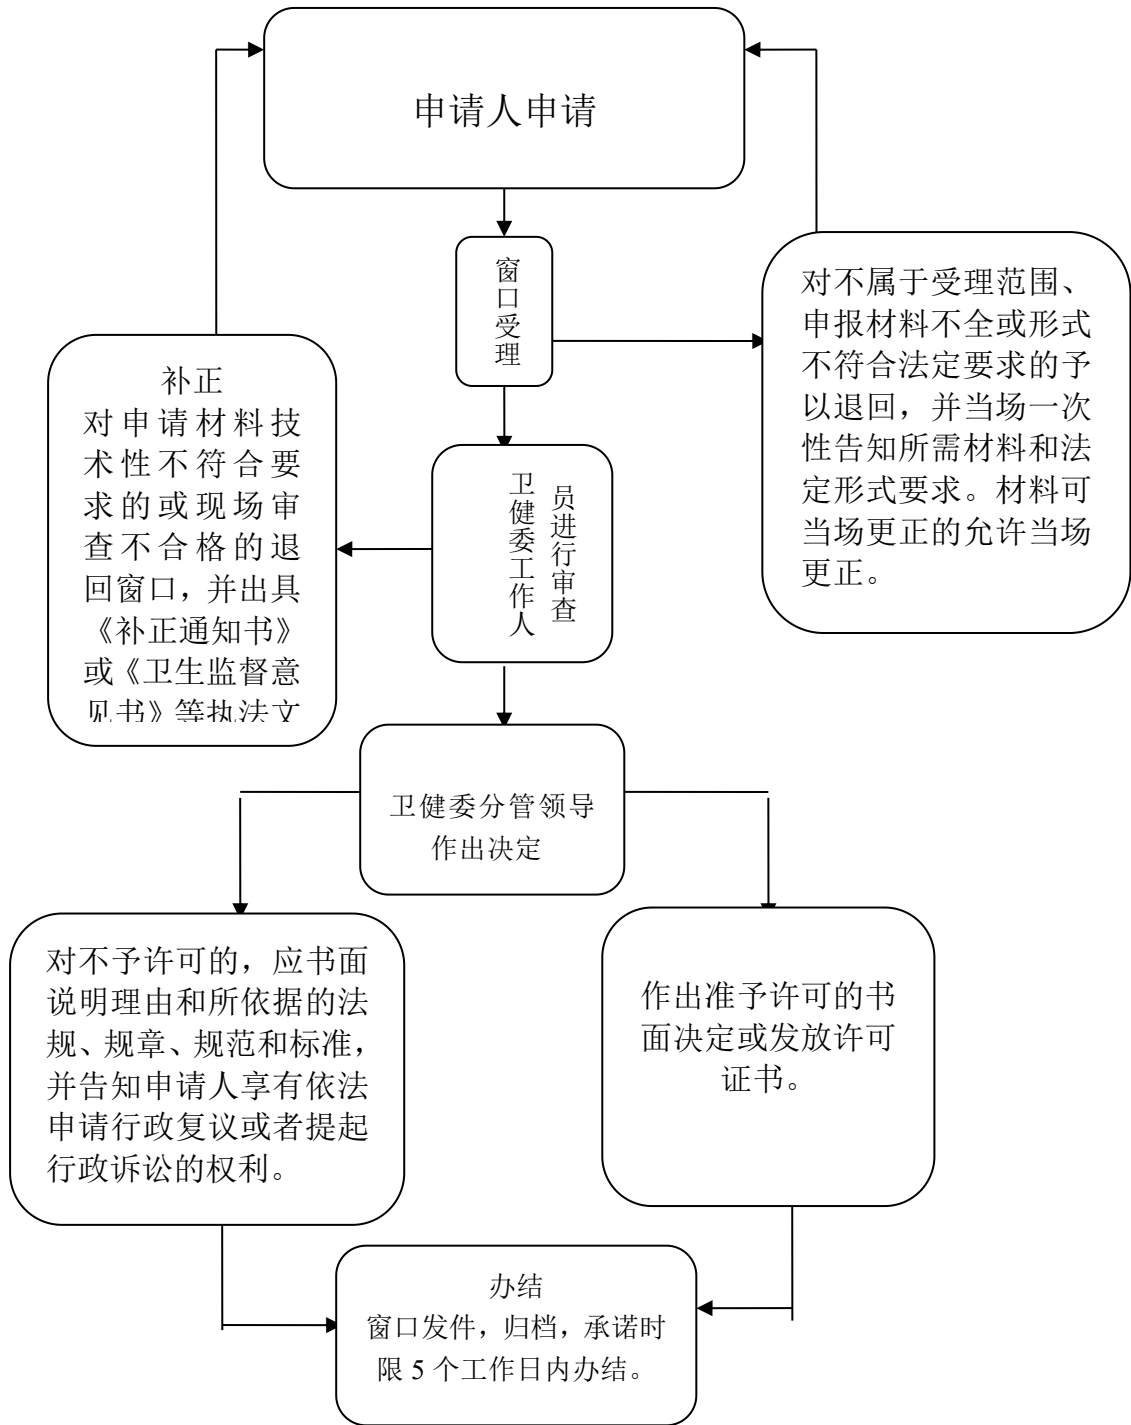 申请人申请
窗口受理
对不属于受理范围、
申报材料不全或形式
不符合法定要求的予
以退回，并当场一次
性告知所需材料和法
定形式要求。材料可
当场更正的允许当场
更正。
补正
对申请材料技
术性不符合要
求的或现场审
查不合格的退
回窗口，并出具
《补正通知书》
或《卫生监督意
见书》等执法文
卫健委工作人
员进行审查
卫健委分管领导
作出决定
对不予许可的，应书面
说明理由和所依据的法
规、规章、规范和标准，
并告知申请人享有依法
申请行政复议或者提起
行政诉讼的权利。
作出准予许可的书
面决定或发放许可
证书。
办结
窗口发件，归档，承诺时
限 5 个工作日内办结。